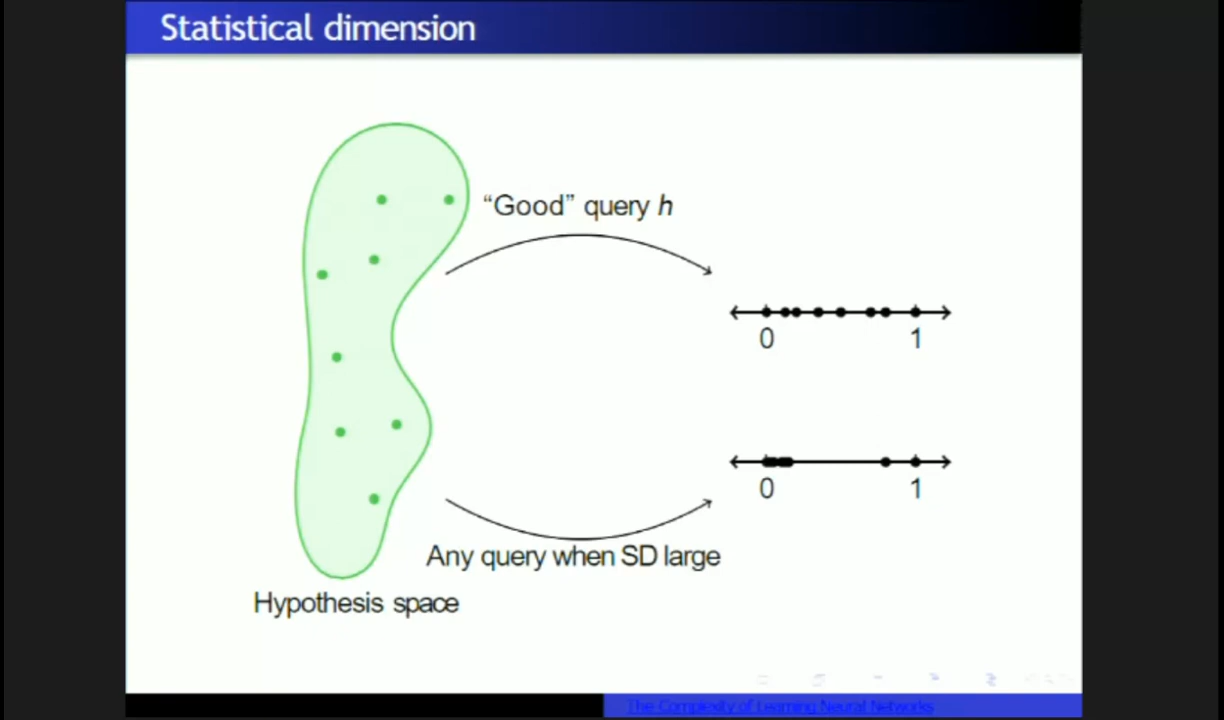 Statistical dimension
“Good” query h
0 1
0 1
Any query when SD large
Hypothesis space
The Complexity of Learning Neural Networks